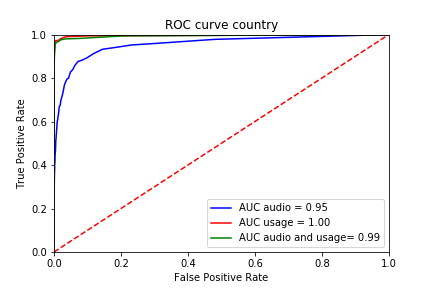 ROC curve country
True Positive Rate
1.0
0.8
0.6
0.4
0.2
0.0
AUC audio = 0.95
AUC usage = 1.00
AUC audio and usage= 0.99
0.0 0.2 0.4 0.6 0.8 1.0
False Positive Rate